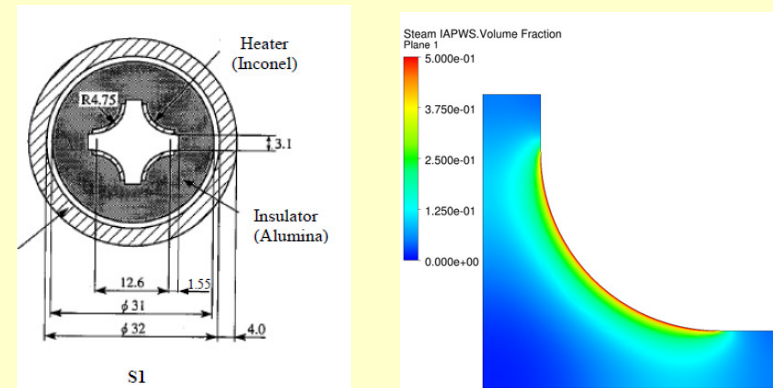 Heater
(Inconel)
R4.75
3.1
Insulator
(Alumina)
12.6
1.55
ϕ31
ϕ32
4.0
S1
Steam IAPWS.Volume Fraction
Plane 1
5.000e-01
3.750e-01
2.500e-01
1.250e-01
0.000e+00